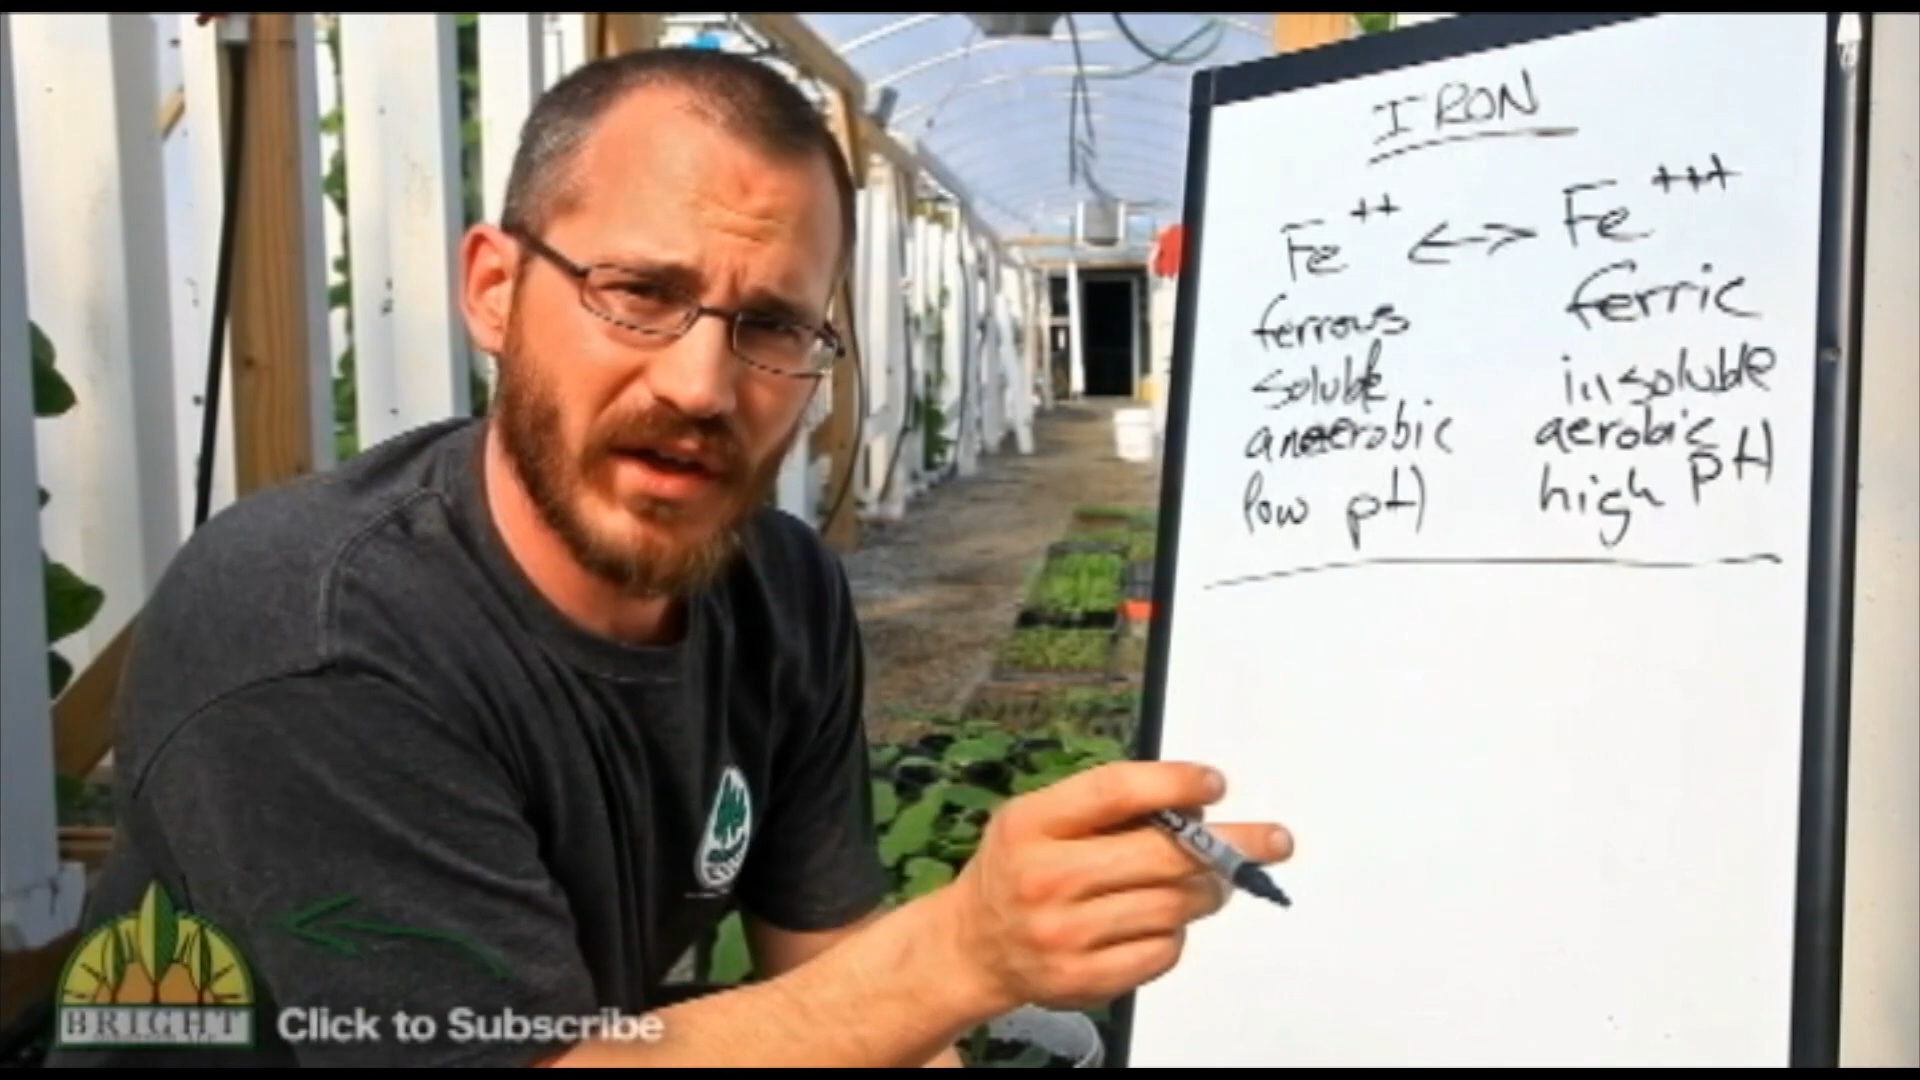 IRON
Fe ++ <-> Fe +++
ferrous ferric
soluble insoluble
anaerobic aerobic
low pH high pH
BRIGHT
Click to Subscribe